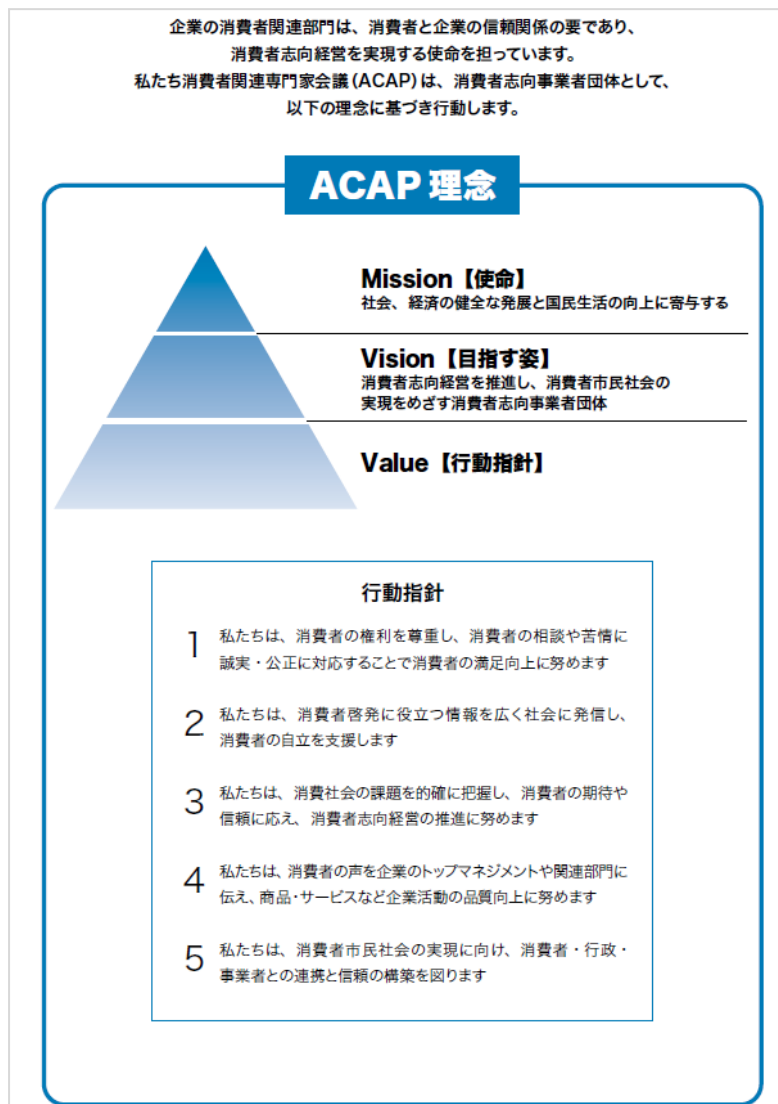 企業の消費者関連部門は、消費者と企業の信頼関係の要であり、
消費者志向経営を実現する使命を担っています。
私たち消費者関連専門家会議(ACAP)は、消費者志向事業者団体として、
以下の理念に基づき行動します。
ACAP 理念
Mission【使命】
社会、経済の健全な発展と国民生活の向上に寄与する
Vision【目指す姿】
消費者志向経営を推進し、消費者市民社会の
実現をめざす消費者志向事業者団体
Value【行動指針】
行動指針
1 私たちは、消費者の権利を尊重し、消費者の相談や苦情に
誠実・公正に対応することで消費者の満足向上に努めます
2 私たちは、消費者啓発に役立つ情報を広く社会に発信し、
消費者の自立を支援します
3 私たちは、消費社会の課題を的確に把握し、消費者の期待や
信頼に応え、消費者志向経営の推進に努めます
4 私たちは、消費者の声を企業のトップマネジメントや関連部門に
伝え、商品・サービスなど企業活動の品質向上に努めます
5 私たちは、消費者市民社会の実現に向け、消費者・行政・
事業者との連携と信頼の構築を図ります